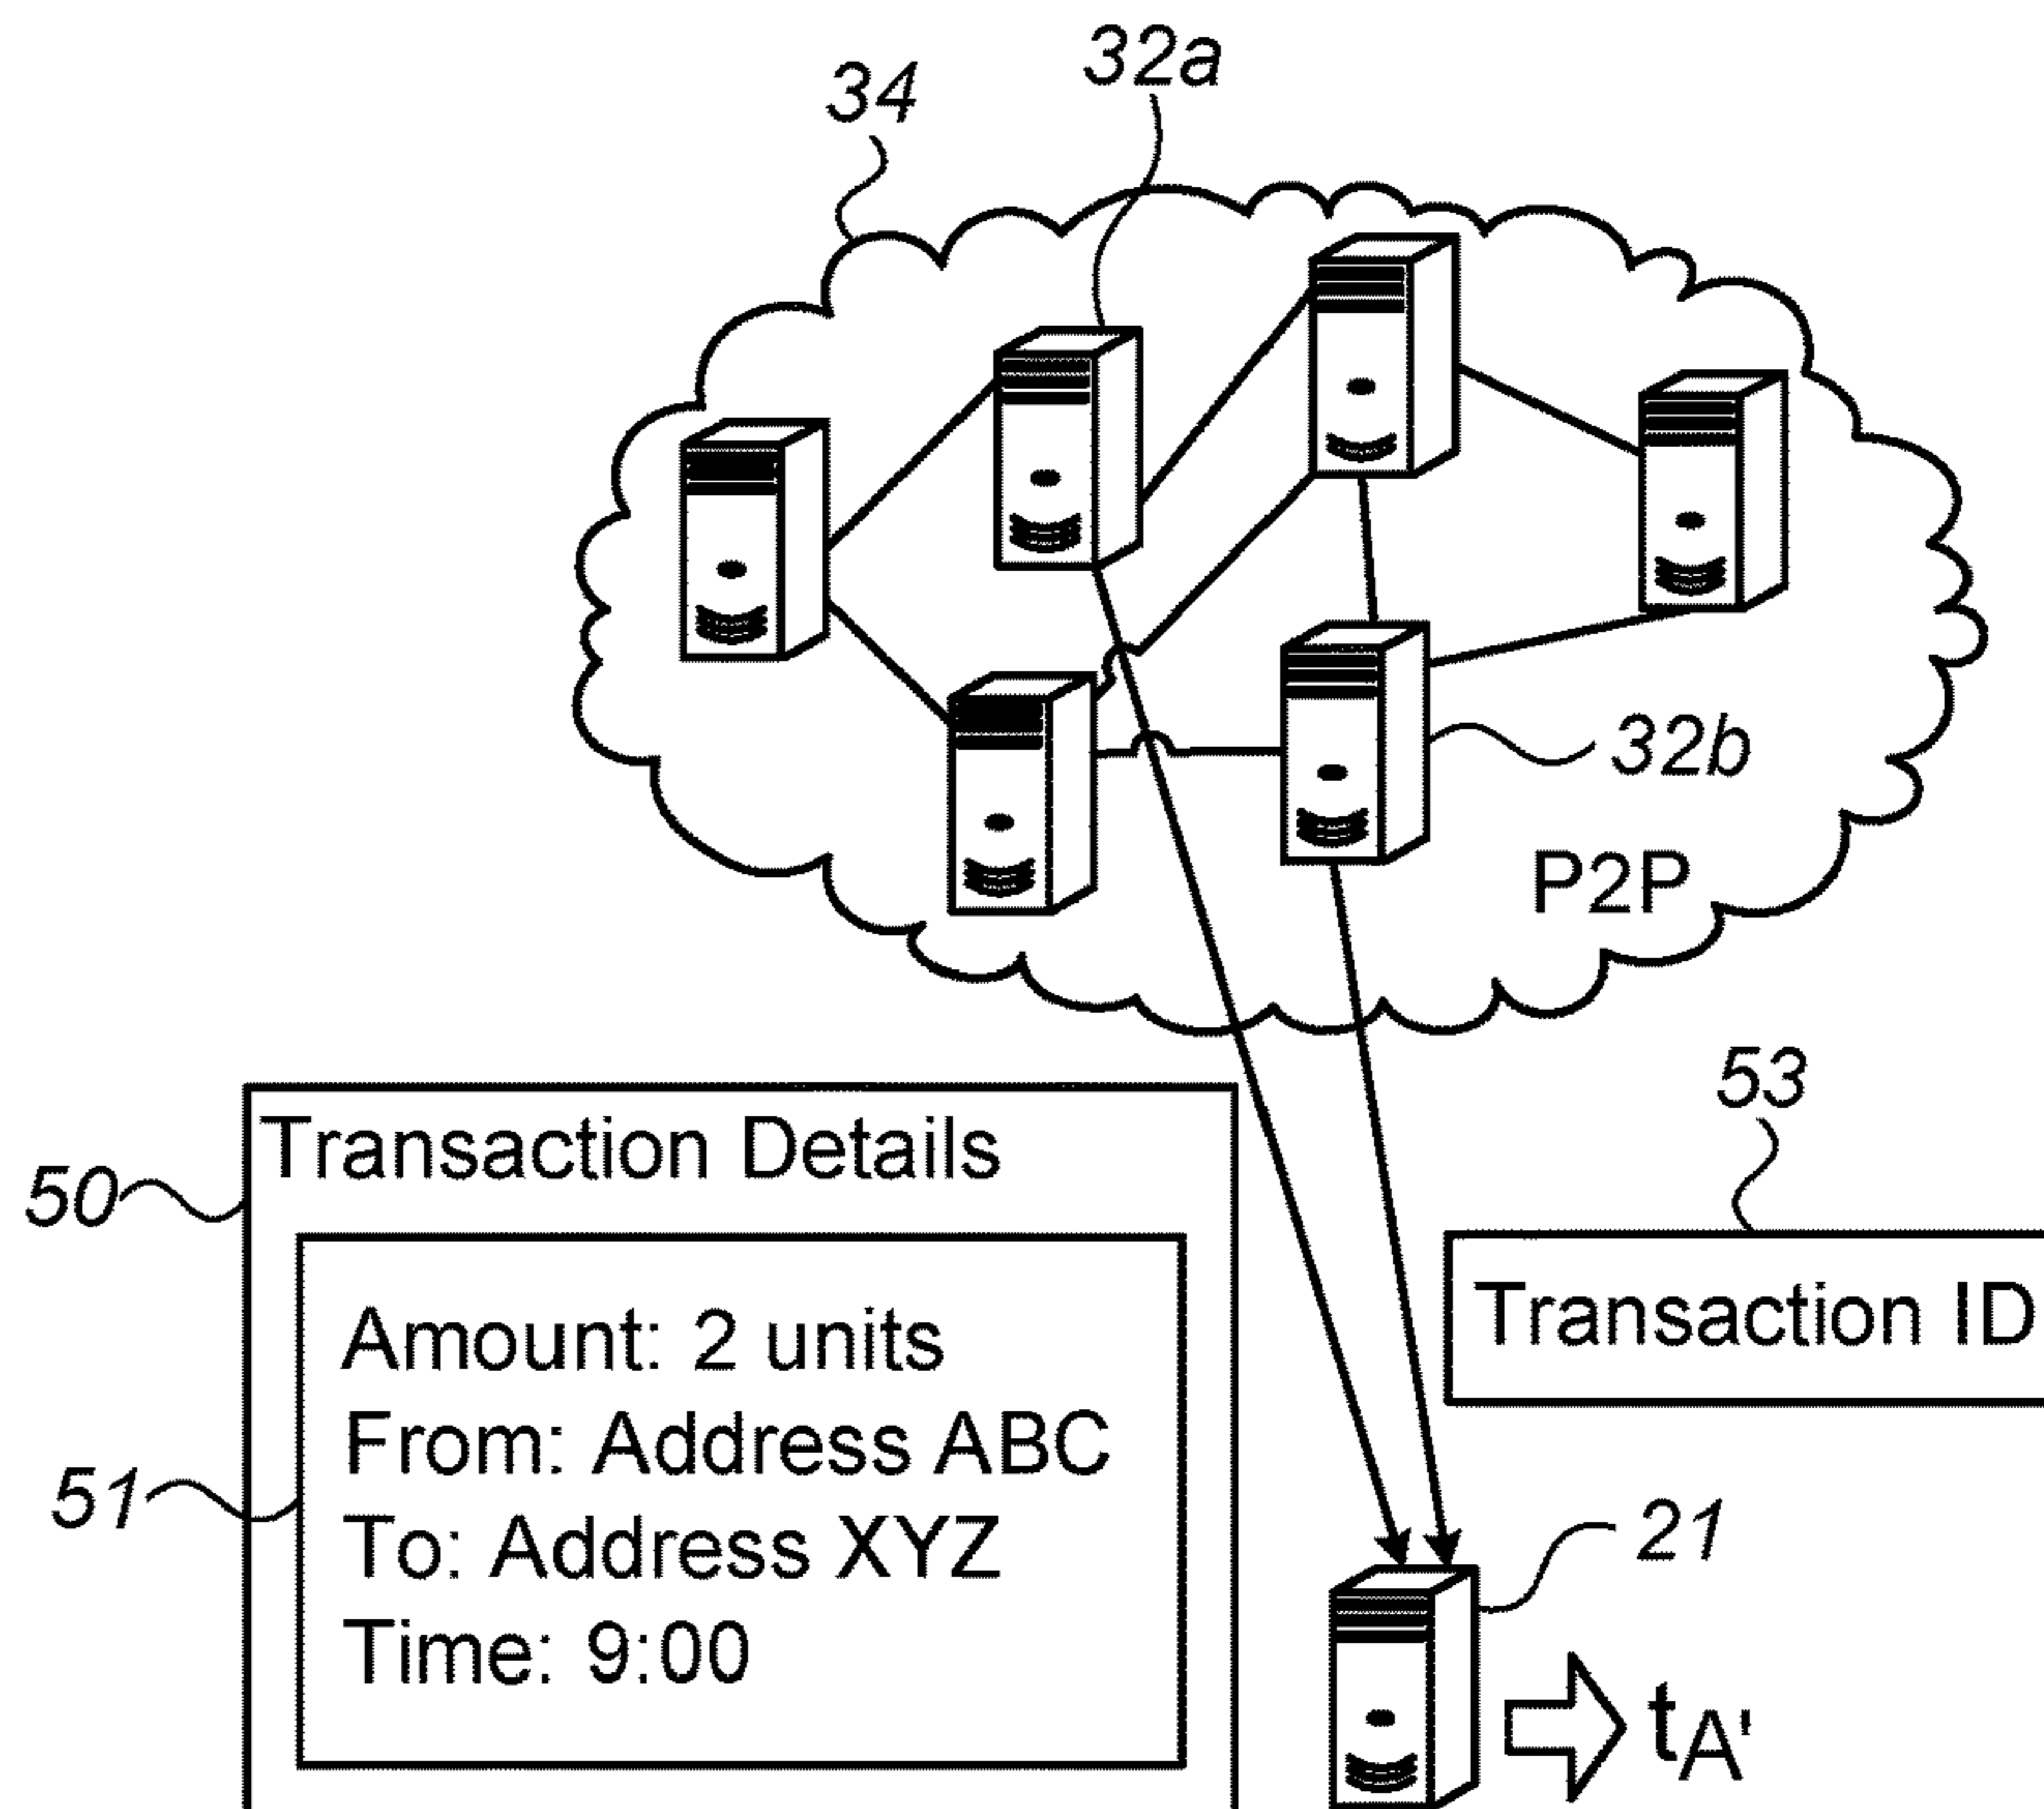 32a
34
32b
P2P
53
Transaction Details
50
Transaction ID
Amount: 2 units
From: Address ABC
51
21
To: Address XYZ
Time: 9:00
tA'